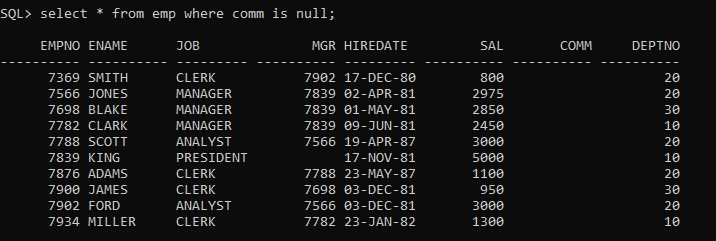 SQL> select * from emp where comm is null;
     EMPNO ENAME      JOB              MGR HIREDATE         SAL       COMM     DEPTNO
---------- ---------- --------- ---------- --------- ---------- ---------- ----------
      7369 SMITH      CLERK           7902 17-DEC-80        800                    20
      7566 JONES      MANAGER         7839 02-APR-81       2975                    20
      7698 BLAKE      MANAGER         7839 01-MAY-81       2850                    30
      7782 CLARK      MANAGER         7839 09-JUN-81       2450                    10
      7788 SCOTT      ANALYST         7566 19-APR-87       3000                    20
      7839 KING       PRESIDENT            17-NOV-81       5000                    10
      7876 ADAMS      CLERK           7788 23-MAY-87       1100                    20
      7900 JAMES      CLERK           7698 03-DEC-81        950                    30
      7902 FORD       ANALYST         7566 03-DEC-81       3000                    20
      7934 MILLER     CLERK           7782 23-JAN-82       1300                    10